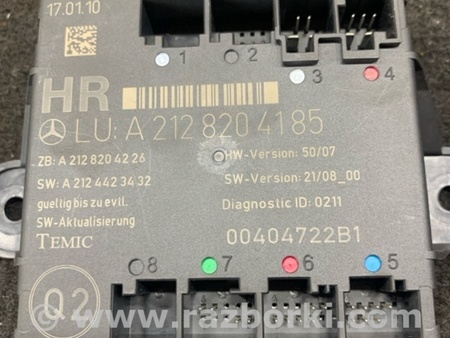 17.01.10
1 2
3 4
HR
LU: A 212 820 41 85
ZB: A 212 820 42 26
HW-Version: 50/07
SW: A 212 442 34 32
SW-Version: 21/08_00
gueltig bis zu evtl.
Diagnostic ID: 0211
SW-Aktualisierung
TEMIC
00404722B1
8 7 6 5
Q2
www.razborki.com